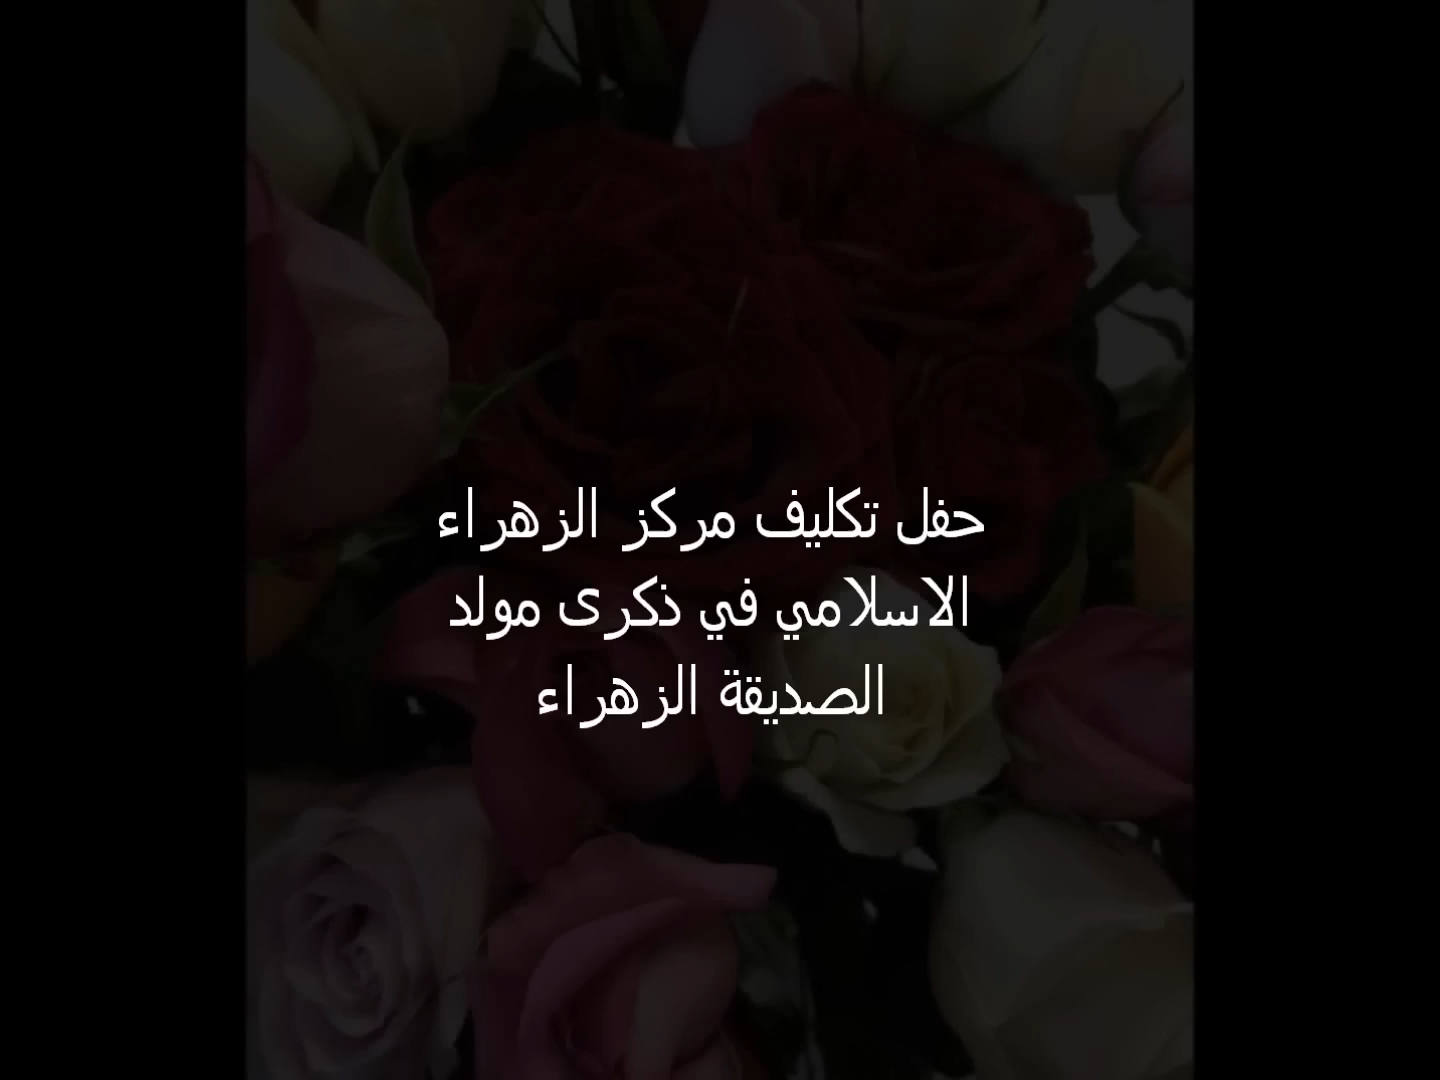 حفل تكليف مركز الزهراء
الاسلامي في ذكرى مولد
الصديقة الزهراء